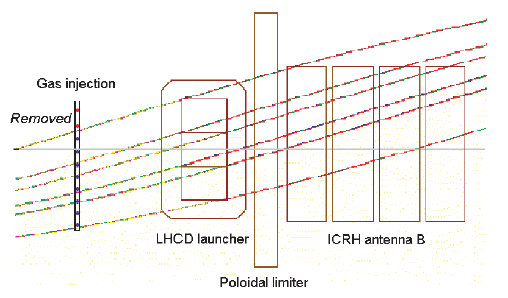 Gas injection
Removed
LHCD launcher
ICRH antenna B
Poloidal limiter